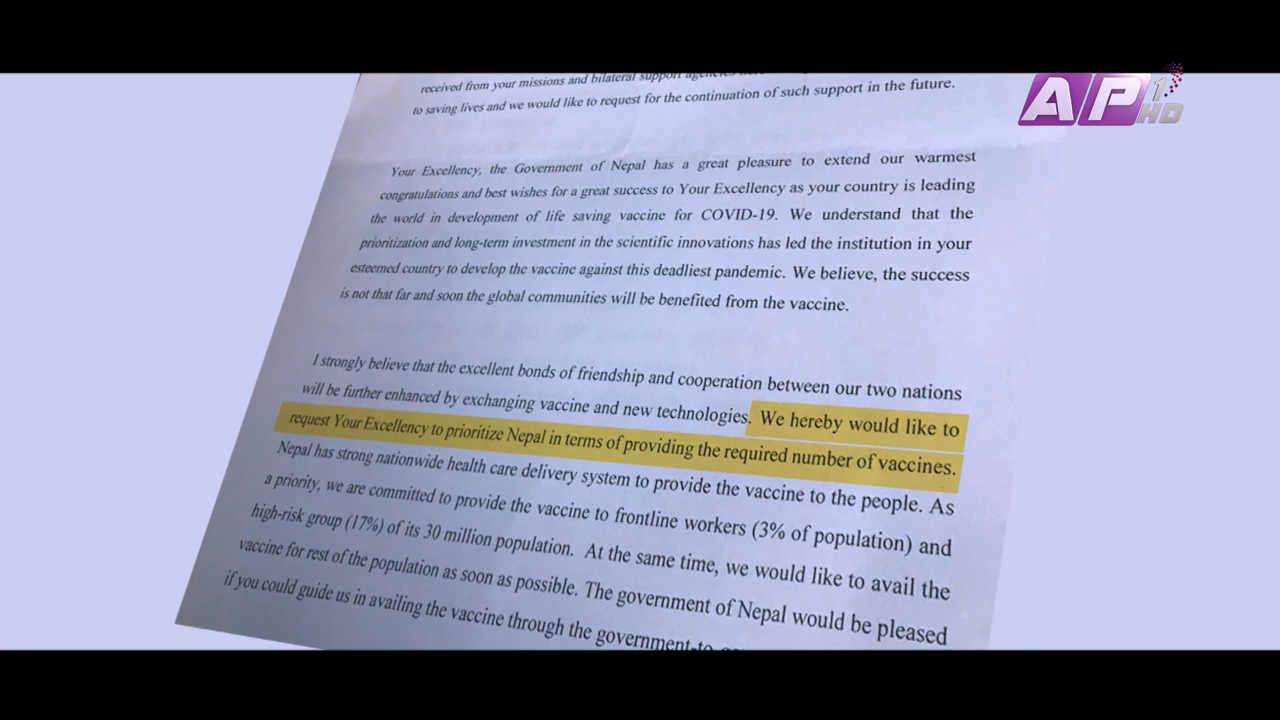 AP1 HD
received from your missions and bilateral support agencies
to saving lives and we would like to request for the continuation of such support in the future.
Your Excellency, the Government of Nepal has a great pleasure to extend our warmest
congratulations and best wishes for a great success to Your Excellency as your country is leading
the world in development of life saving vaccine for COVID-19. We understand that the
prioritization and long-term investment in the scientific innovations has led the institution in your
esteemed country to develop the vaccine against this deadliest pandemic. We believe, the success
is not that far and soon the global communities will be benefited from the vaccine.
I strongly believe that the excellent bonds of friendship and cooperation between our two nations
will be further enhanced by exchanging vaccine and new technologies. We hereby would like to
request Your Excellency to prioritize Nepal in terms of providing the required number of vaccines.
Nepal has strong nationwide health care delivery system to provide the vaccine to the people. As
a priority, we are committed to provide the vaccine to frontline workers (3% of population) and
high-risk group (17%) of its 30 million population. At the same time, we would like to avail the
vaccine for rest of the population as soon as possible. The government of Nepal would be pleased
if you could guide us in availing the vaccine through the government-to